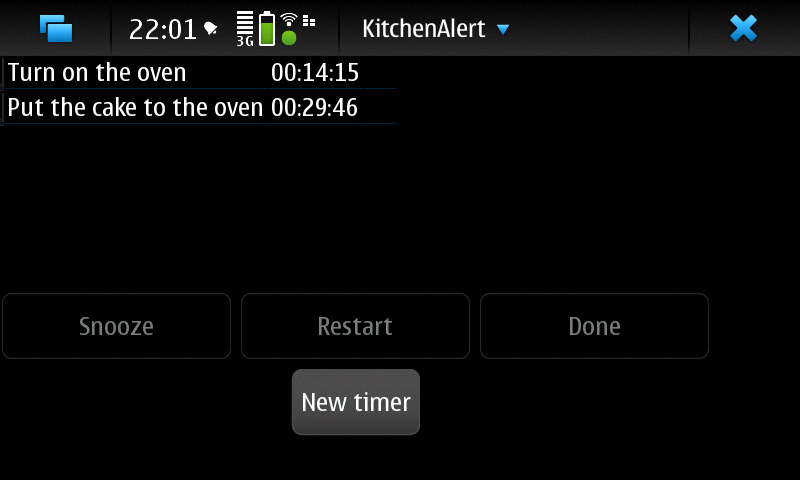 22:01 3G KitchenAlert
Turn on the oven 00:14:15
Put the cake to the oven 00:29:46
Snooze Restart Done
New timer